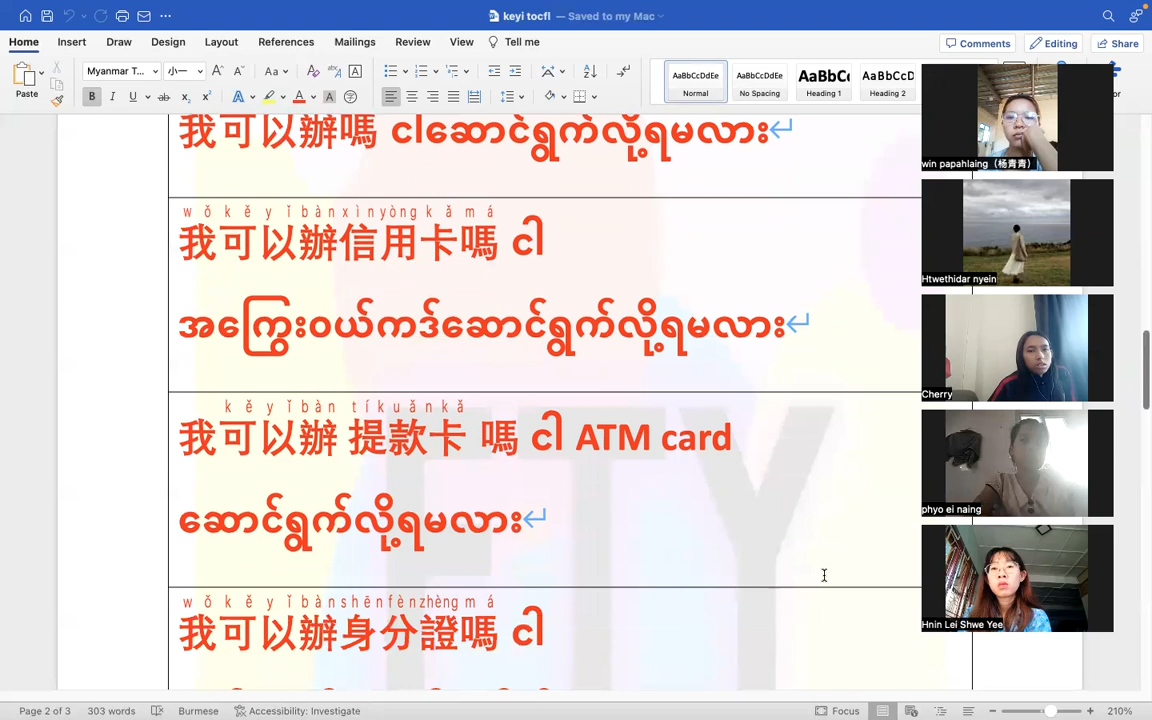 keyi tocfl — Saved to my Mac
Home Insert Draw Design Layout References Mailings Review View Tell me
Comments Editing Share
Paste
Myanmar T... 小一
AaBbCcDdEe AaBbCcDdEe AaBbCc AaBbCcD
Normal No Spacing Heading 1 Heading 2
我可以辦嗎 ငါဆောင်ရွက်လို့ရမလား
wǒ kě yǐ bàn xìn yòng kǎ má
我可以辦信用卡嗎 ငါ
အကြွေးဝယ်ကဒ်ဆောင်ရွက်လို့ရမလား
kě yǐ bàn tí kuǎn kǎ
我可以辦 提款卡 嗎 ငါ ATM card
ဆောင်ရွက်လို့ရမလား
wǒ kě yǐ bàn shēn fèn zhèng má
我可以辦身分證嗎 ငါ
win papahlaing（杨青青）
Htwethidar nyein
Cherry
phyo ei naing
Hnin Lei Shwe Yee
Page 2 of 3 303 words Burmese Accessibility: Investigate Focus 210%